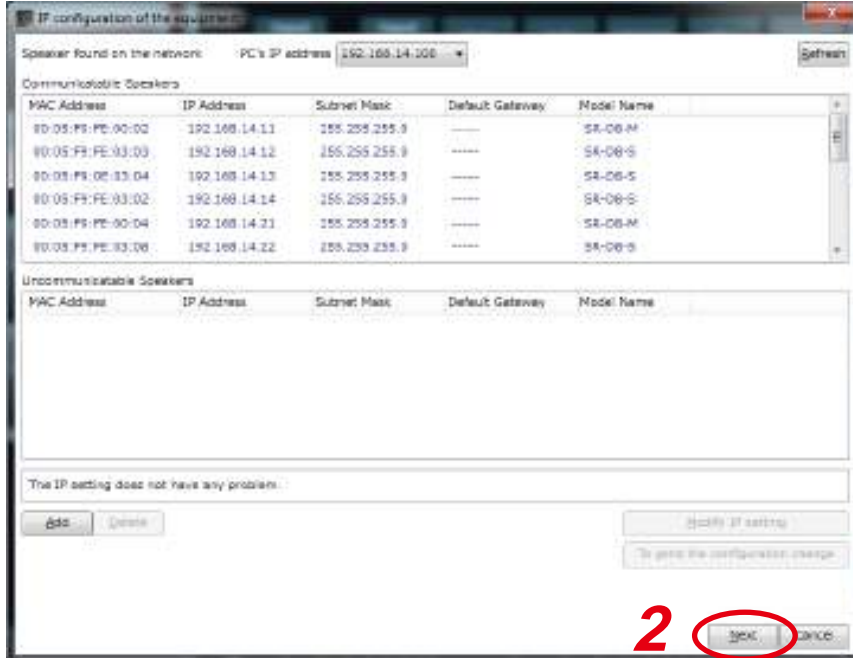 IP configuration of the equipment
Speaker found on the network PC's IP address 192.168.14.100 Refresh
Communicatable Speakers
MAC Address IP Address Subnet Mask Default Gateway Model Name
192.168.14.11 255.255.255.0 ------ SR-D8-M
192.168.14.12 255.255.255.0 ------ SR-D8-S
192.168.14.13 255.255.255.0 ------ SR-D8-S
192.168.14.14 255.255.255.0 ------ SR-D8-S
192.168.14.21 255.255.255.0 ------ SR-D8-M
192.168.14.22 255.255.255.0 ------ SR-D8-S
Uncommunicatable Speakers
MAC Address IP Address Subnet Mask Default Gateway Model Name
The IP setting does not have any problem.
Add Delete Modify IP setting
To send the configuration change
2 Next Cancel